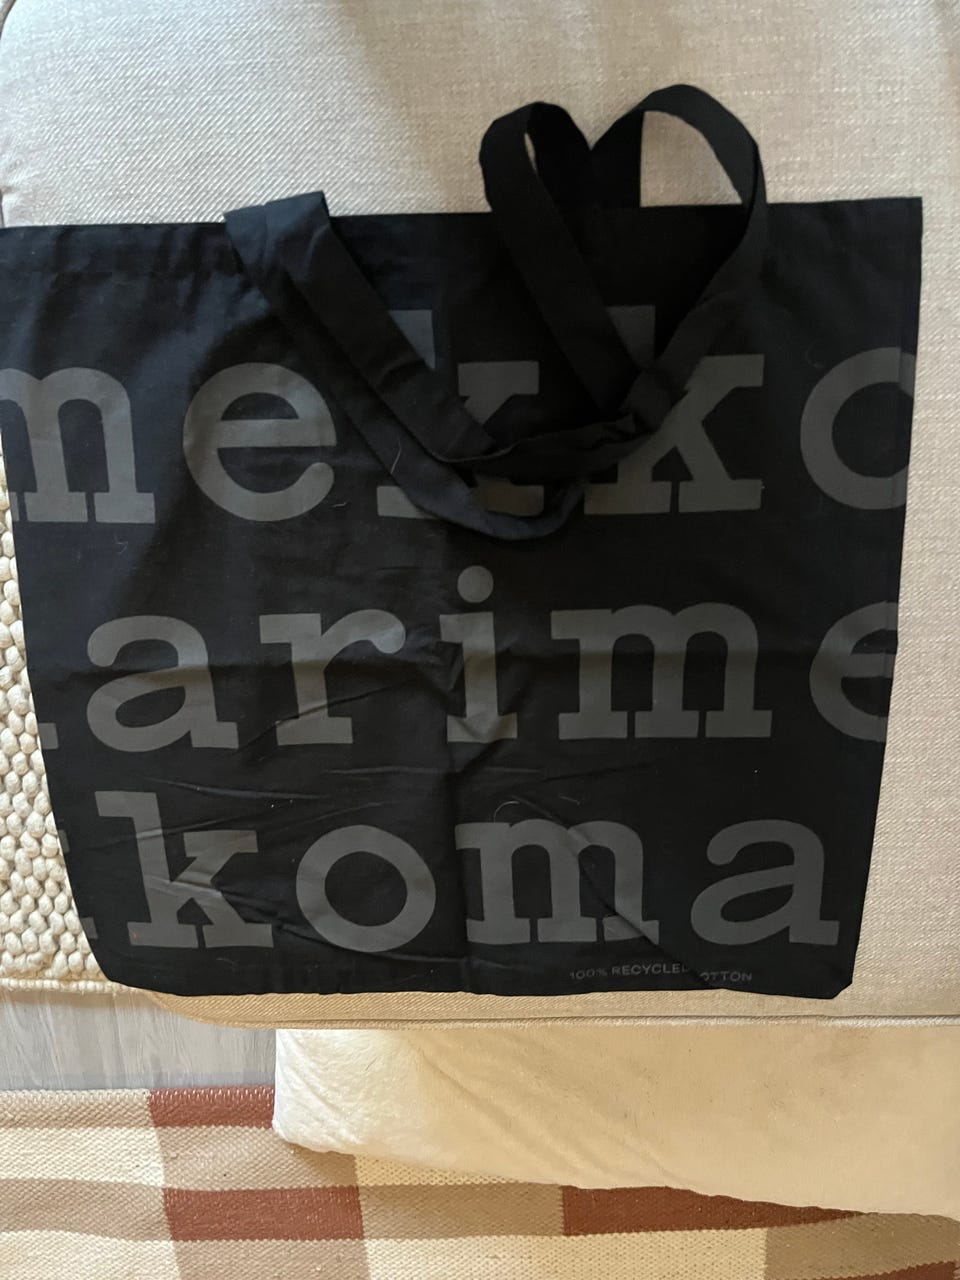 mekko
arime
koma
100% RECYCLED COTTON